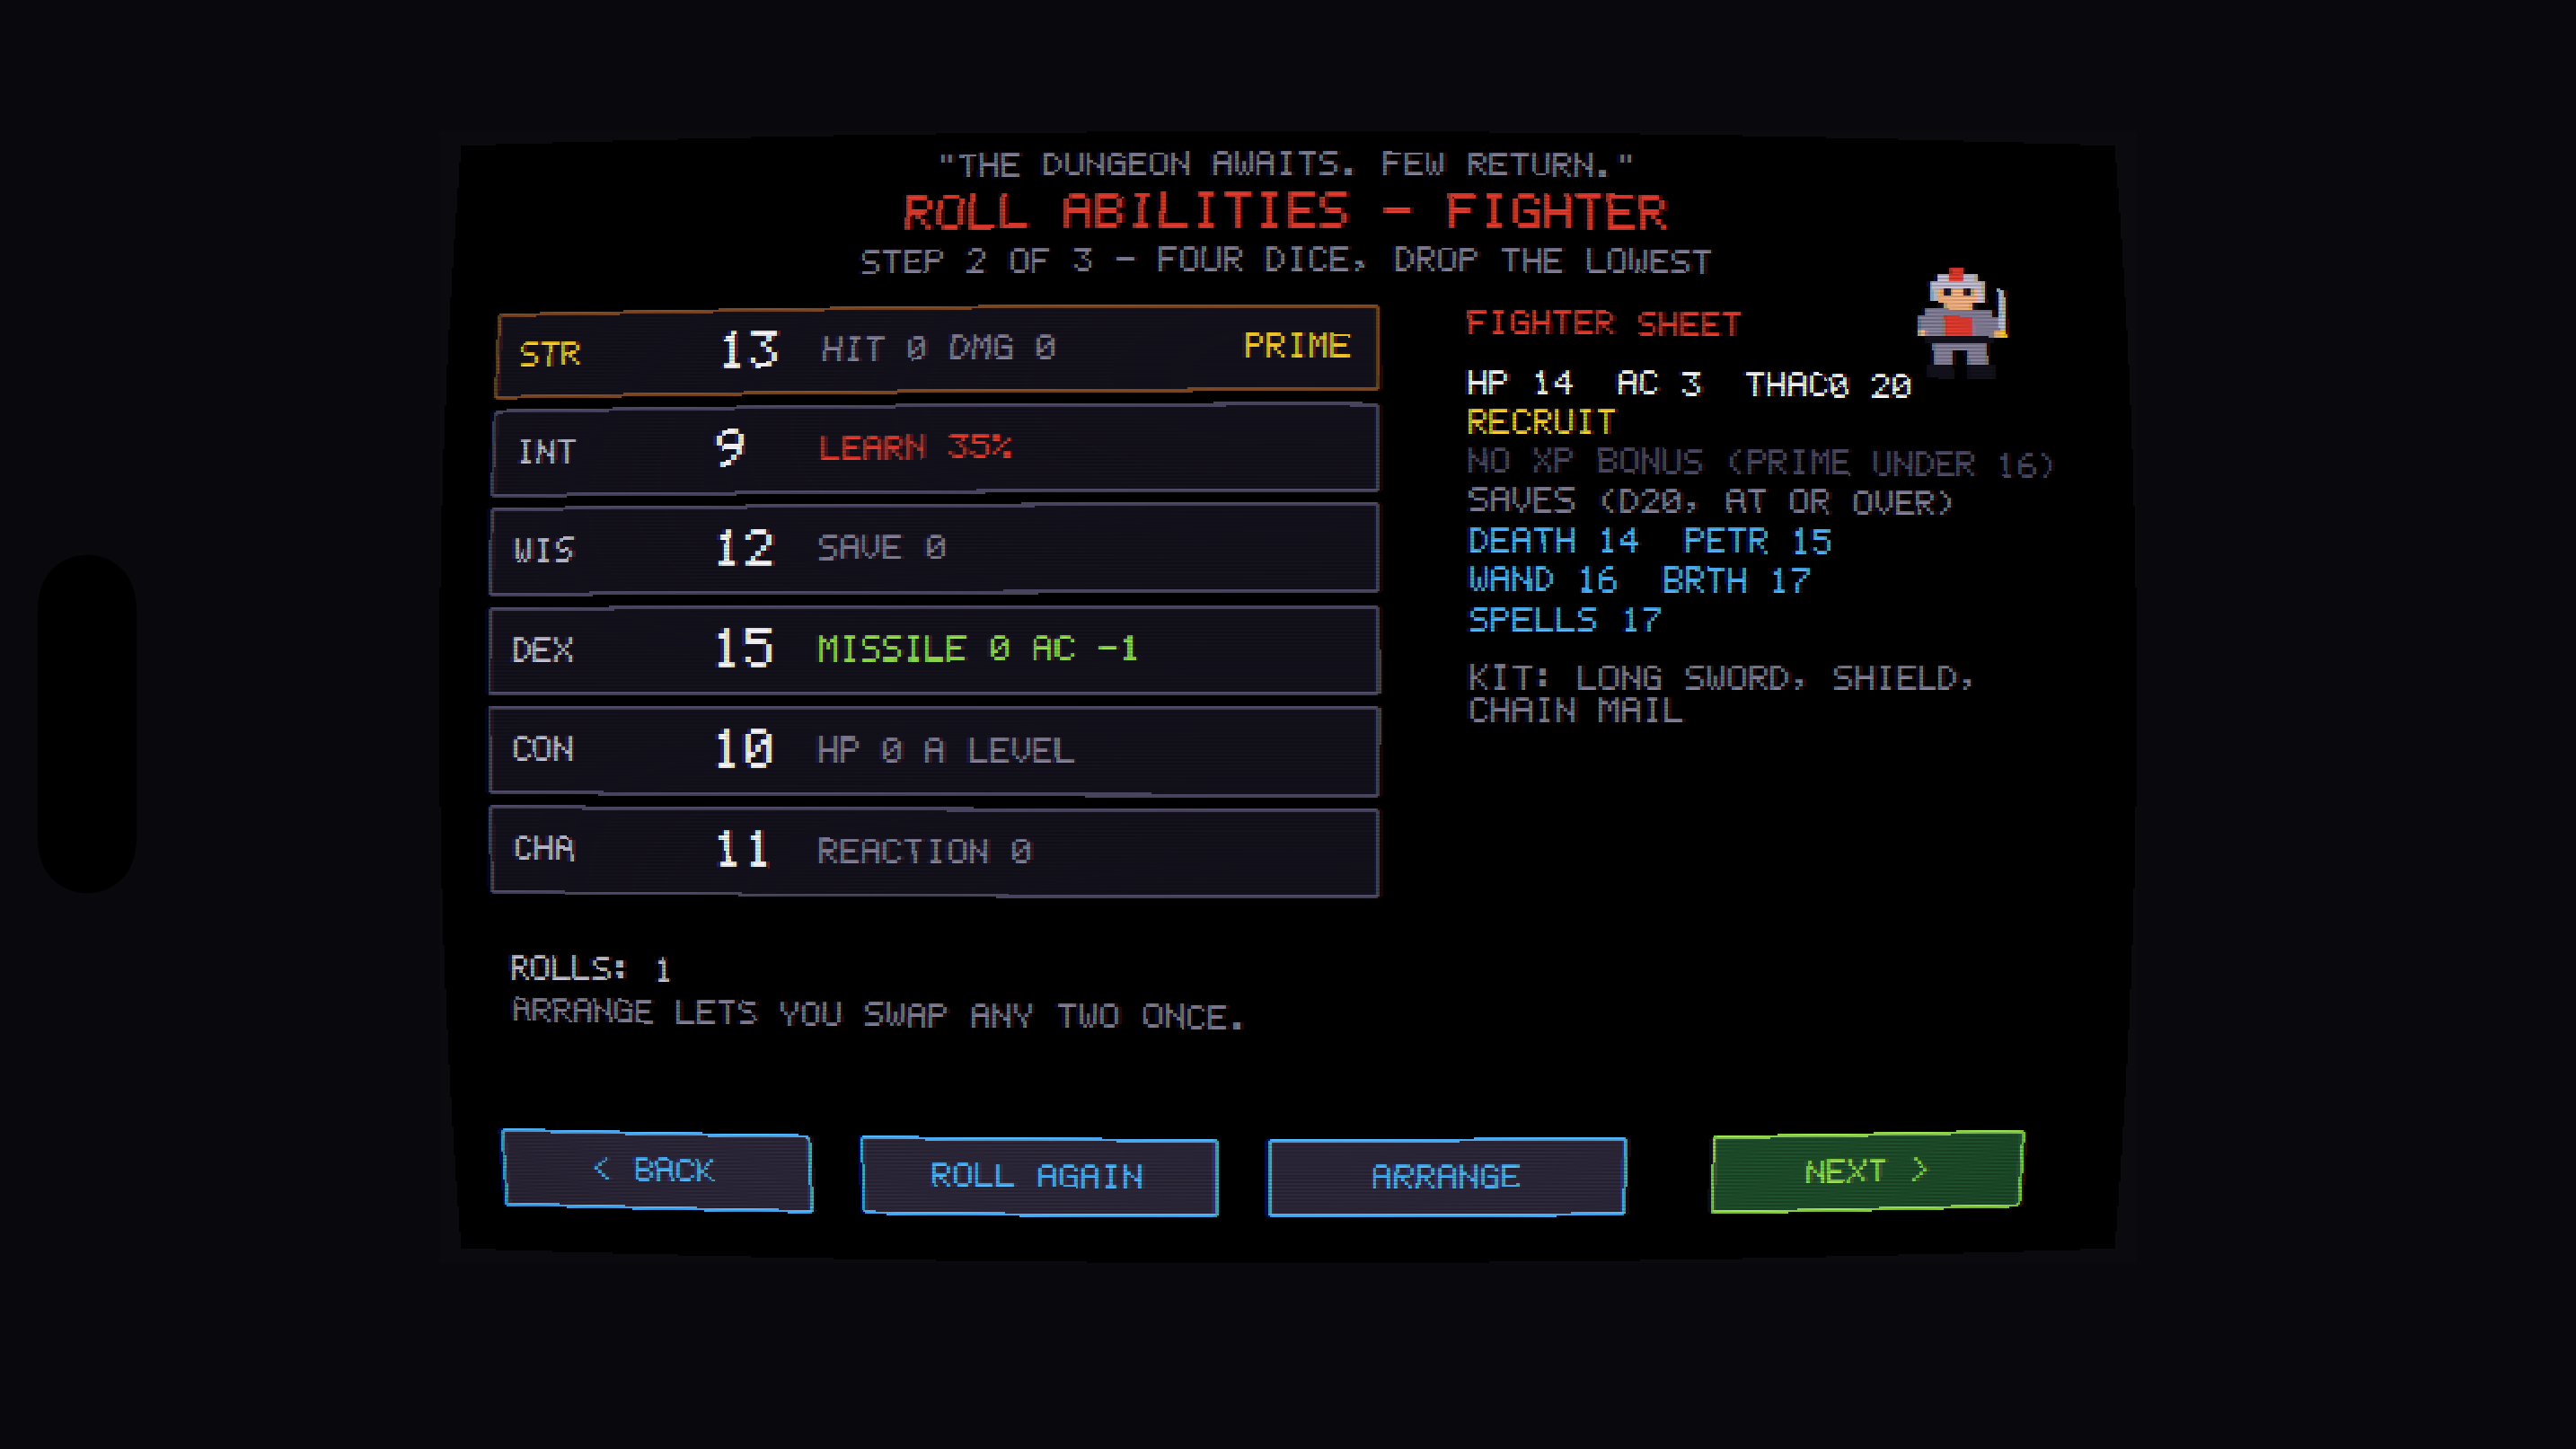 "THE DUNGEON AWAITS. FEW RETURN."
ROLL ABILITIES - FIGHTER
STEP 2 OF 3 - FOUR DICE, DROP THE LOWEST
STR 13 HIT 0 DMG 0 PRIME
INT 9 LEARN 35%
WIS 12 SAVE 0
DEX 15 MISSILE 0 AC -1
CON 10 HP 0 A LEVEL
CHA 11 REACTION 0
ROLLS: 1
ARRANGE LETS YOU SWAP ANY TWO ONCE.
FIGHTER SHEET
HP 14 AC 3 THAC0 20
RECRUIT
NO XP BONUS (PRIME UNDER 16)
SAVES (D20, AT OR OVER)
DEATH 14 PETR 15
WAND 16 BRTH 17
SPELLS 17
KIT: LONG SWORD, SHIELD,
CHAIN MAIL
< BACK
ROLL AGAIN
ARRANGE
NEXT >